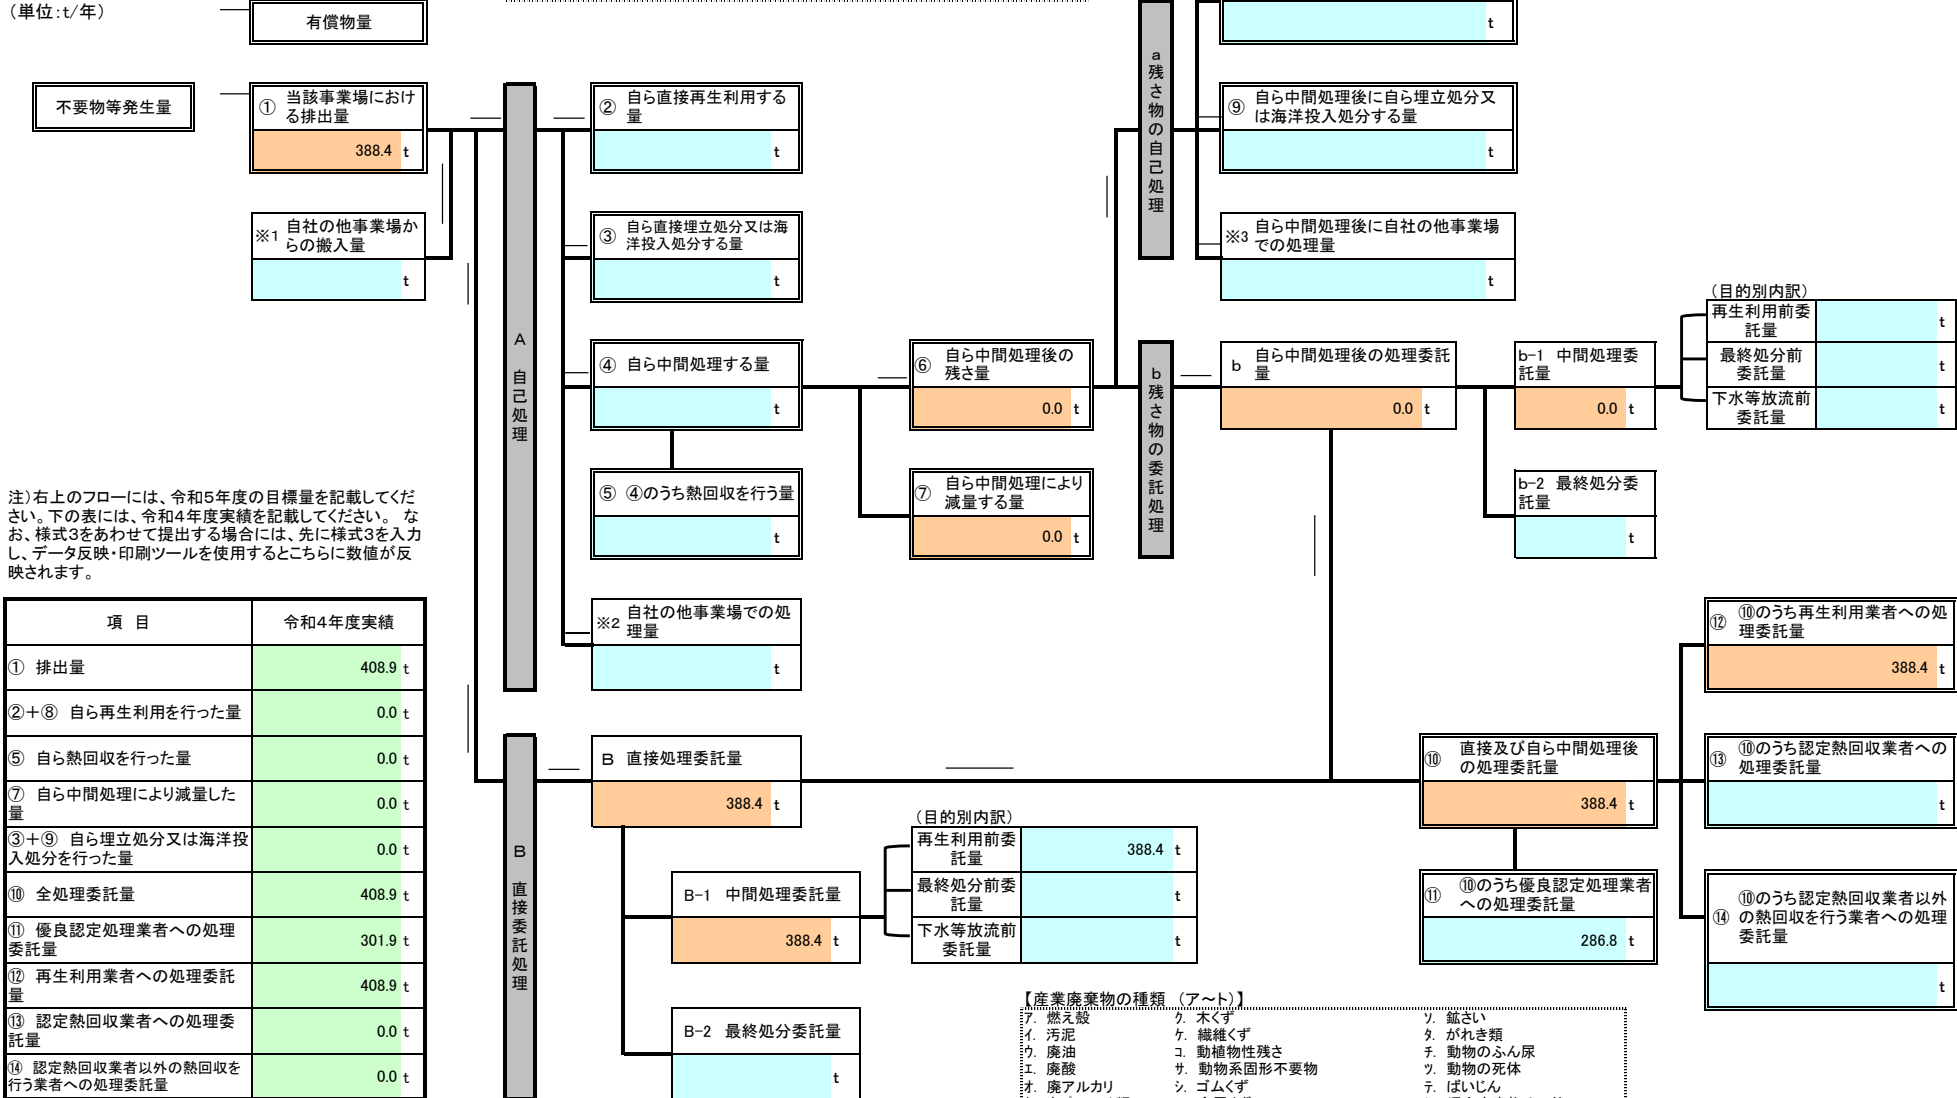 （単位：t/年）
有償物量
t
不要物等発生量
① 当該事業場におけ
る排出量
388.4 t
※1 自社の他事業場か
らの搬入量
t
A 自己処理
② 自ら直接再生利用する
量
t
③ 自ら直接埋立処分又は海
洋投入処分する量
t
④ 自ら中間処理する量
t
⑤ ④のうち熱回収を行う量
t
※2 自社の他事業場での処
理量
t
⑥ 自ら中間処理後の
残さ量
0.0 t
⑦ 自ら中間処理により
減量する量
0.0 t
a 残さ物の自己処理
⑨ 自ら中間処理後に自ら埋立処分又
は海洋投入処分する量
t
※3 自ら中間処理後に自社の他事業場
での処理量
t
b 残さ物の委託処理
b 自ら中間処理後の処理委託
量
0.0 t
b-1 中間処理委
託量
0.0 t
b-2 最終処分委
託量
t
（目的別内訳）
再生利用前委
託量
t
最終処分前
委託量
t
下水等放流前
委託量
t
注）右上のフローには、令和5年度の目標量を記載してくだ
さい。下の表には、令和4年度実績を記載してください。 な
お、様式3をあわせて提出する場合には、先に様式3を入力
し、データ反映・印刷ツールを使用するとこちらに数値が反
映されます。
項 目 令和4年度実績
① 排出量 408.9 t
②＋⑧ 自ら再生利用を行った量 0.0 t
⑤ 自ら熱回収を行った量 0.0 t
⑦ 自ら中間処理により減量した
量 0.0 t
③＋⑨ 自ら埋立処分又は海洋投
入処分を行った量 0.0 t
⑩ 全処理委託量 408.9 t
⑪ 優良認定処理業者への処理
委託量 301.9 t
⑫ 再生利用業者への処理委託
量 408.9 t
⑬ 認定熱回収業者への処理委
託量 0.0 t
⑭ 認定熱回収業者以外の熱回収を
行う業者への処理委託量 0.0 t
B 直接委託処理
B 直接処理委託量
388.4 t
B-1 中間処理委託量
388.4 t
B-2 最終処分委託量
t
（目的別内訳）
再生利用前委
託量
388.4 t
最終処分前委
託量
t
下水等放流前
委託量
t
⑩ 直接及び自ら中間処理後
の処理委託量
388.4 t
⑪ ⑩のうち優良認定処理業者
への処理委託量
286.8 t
⑫ ⑩のうち再生利用業者への処
理委託量
388.4 t
⑬ ⑩のうち認定熱回収業者への
処理委託量
t
⑭ ⑩のうち認定熱回収業者以外
の熱回収を行う業者への処理
委託量
t
【産業廃棄物の種類 （ア～ト）】
ア. 燃え殻 ク. 木くず ソ. 鉱さい
イ. 汚泥 ケ. 繊維くず タ. がれき類
ウ. 廃油 コ. 動植物性残さ チ. 動物のふん尿
エ. 廃酸 サ. 動物系固形不要物 ツ. 動物の死体
オ. 廃アルカリ シ. ゴムくず テ. ばいじん